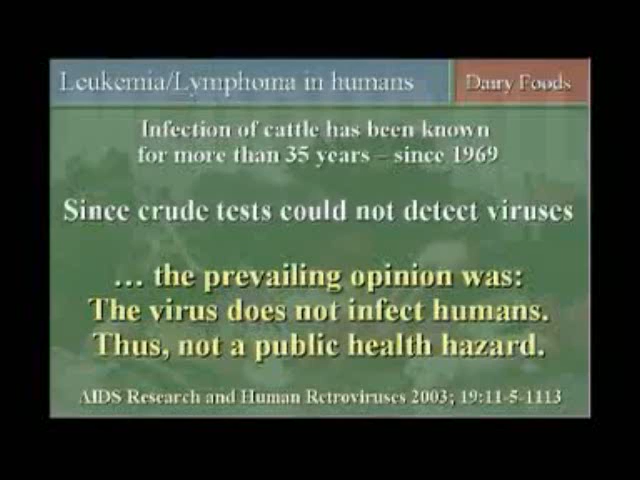 Leukemia/Lymphoma in humans Dairy Foods
Infection of cattle has been known
for more than 35 years – since 1969
Since crude tests could not detect viruses
… the prevailing opinion was:
The virus does not infect humans.
Thus, not a public health hazard.
AIDS Research and Human Retroviruses 2003; 19:11-5-1113